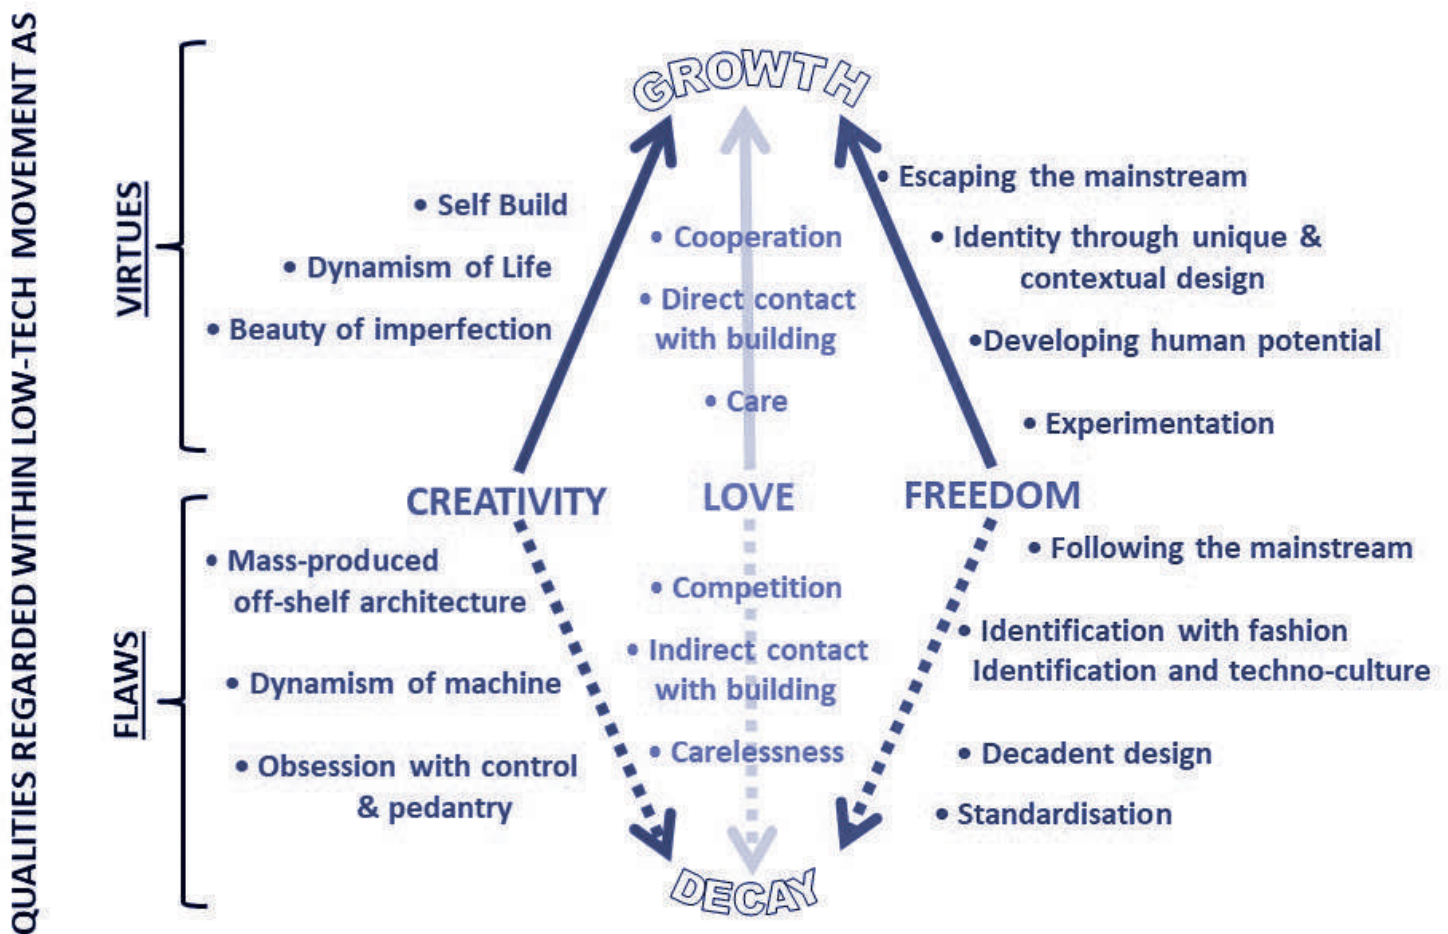 QUALITIES REGARDED WITHIN LOW-TECH MOVEMENT AS
VIRTUES
GROWTH
• Self Build
• Dynamism of Life
• Beauty of imperfection
• Cooperation
• Direct contact
with building
• Care
• Escaping the mainstream
• Identity through unique &
contextual design
•Developing human potential
• Experimentation
CREATIVITY
LOVE
FREEDOM
FLAWS
• Mass-produced
off-shelf architecture
• Dynamism of machine
• Obsession with control
& pedantry
• Competition
• Indirect contact
with building
• Carelessness
• Following the mainstream
• Identification with fashion
Identification and techno-culture
• Decadent design
• Standardisation
DECAY